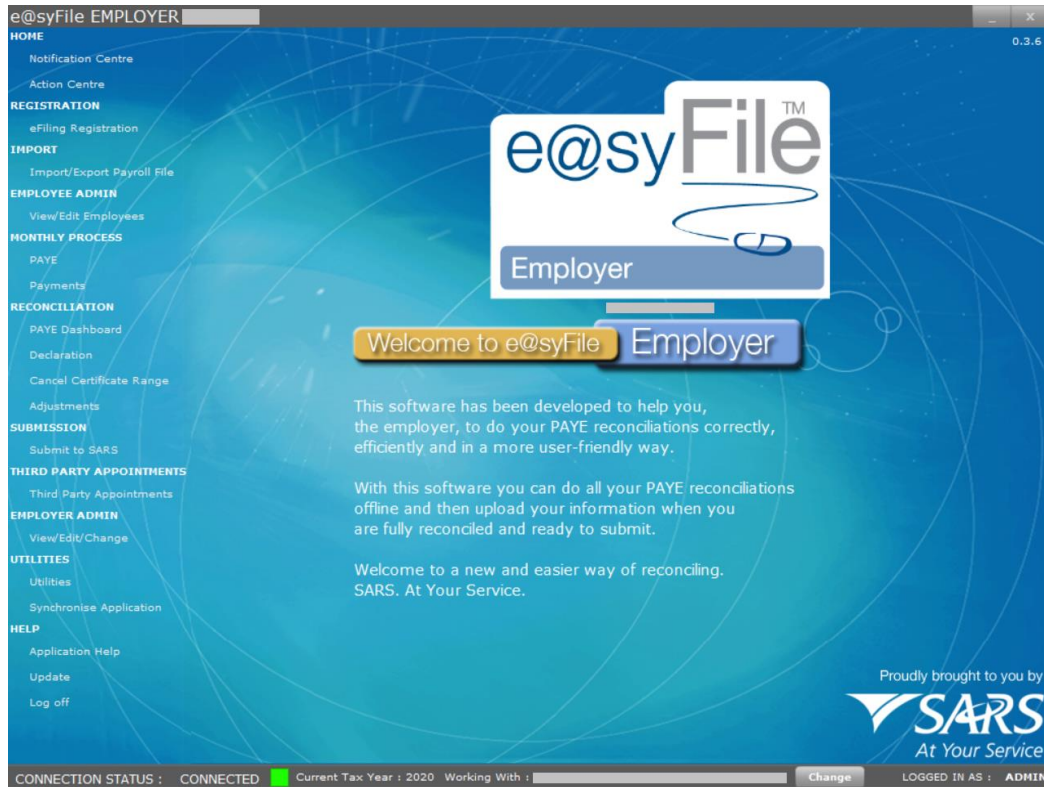 e@syFile EMPLOYER
_ x
0.3.6
HOME
Notification Centre
Action Centre
REGISTRATION
eFiling Registration
IMPORT
Import/Export Payroll File
EMPLOYEE ADMIN
View/Edit Employees
MONTHLY PROCESS
PAYE
Payments
RECONCILIATION
PAYE Dashboard
Declaration
Cancel Certificate Range
Adjustments
SUBMISSION
Submit to SARS
THIRD PARTY APPOINTMENTS
Third Party Appointments
EMPLOYER ADMIN
View/Edit/Change
UTILITIES
Utilities
Synchronise Application
HELP
Application Help
Update
Log off
e@syFile™
Employer
Welcome to e@syFile Employer
This software has been developed to help you,
the employer, to do your PAYE reconciliations correctly,
efficiently and in a more user-friendly way.
With this software you can do all your PAYE reconciliations
offline and then upload your information when you
are fully reconciled and ready to submit.
Welcome to a new and easier way of reconciling.
SARS. At Your Service.
Proudly brought to you by
SARS
At Your Service
CONNECTION STATUS : CONNECTED Current Tax Year : 2020 Working With : Change LOGGED IN AS : ADMIN